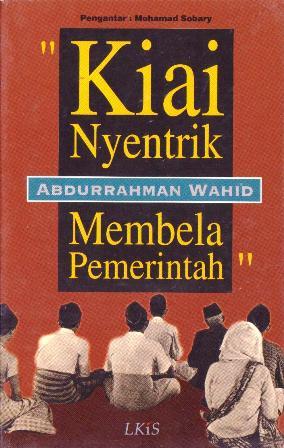 Pengantar : Mohamad Sobary
"Kiai
Nyentrik
ABDURRAHMAN WAHID
Membela
Pemerintah"
LKiS